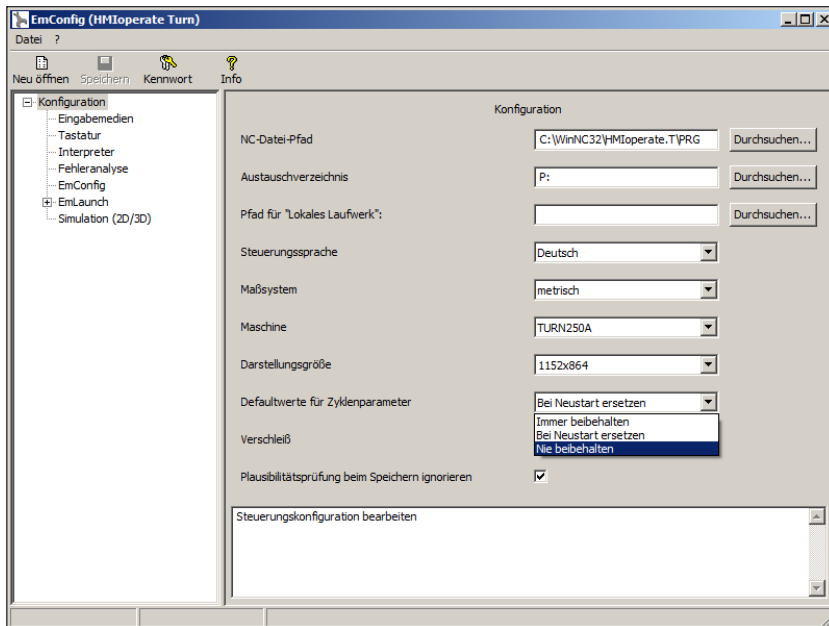 EmConfig (HMIoperate Turn)
Datei ?
Neu öffnen Speichern Kennwort Info
Konfiguration
Eingabemedien
Tastatur
Interpreter
Fehleranalyse
EmConfig
EmLaunch
Simulation (2D/3D)
Konfiguration
NC-Datei-Pfad C:\WinNC32\HMIoperate.T\PRG Durchsuchen...
Austauschverzeichnis P: Durchsuchen...
Pfad für "Lokales Laufwerk": Durchsuchen...
Steuerungssprache Deutsch
Maßsystem metrisch
Maschine TURN250A
Darstellungsgröße 1152x864
Defaultwerte für Zyklenparameter Bei Neustart ersetzen
Immer beibehalten
Bei Neustart ersetzen
Nie beibehalten
Verschleiß
Plausibilitätsprüfung beim Speichern ignorieren
Steuerungskonfiguration bearbeiten